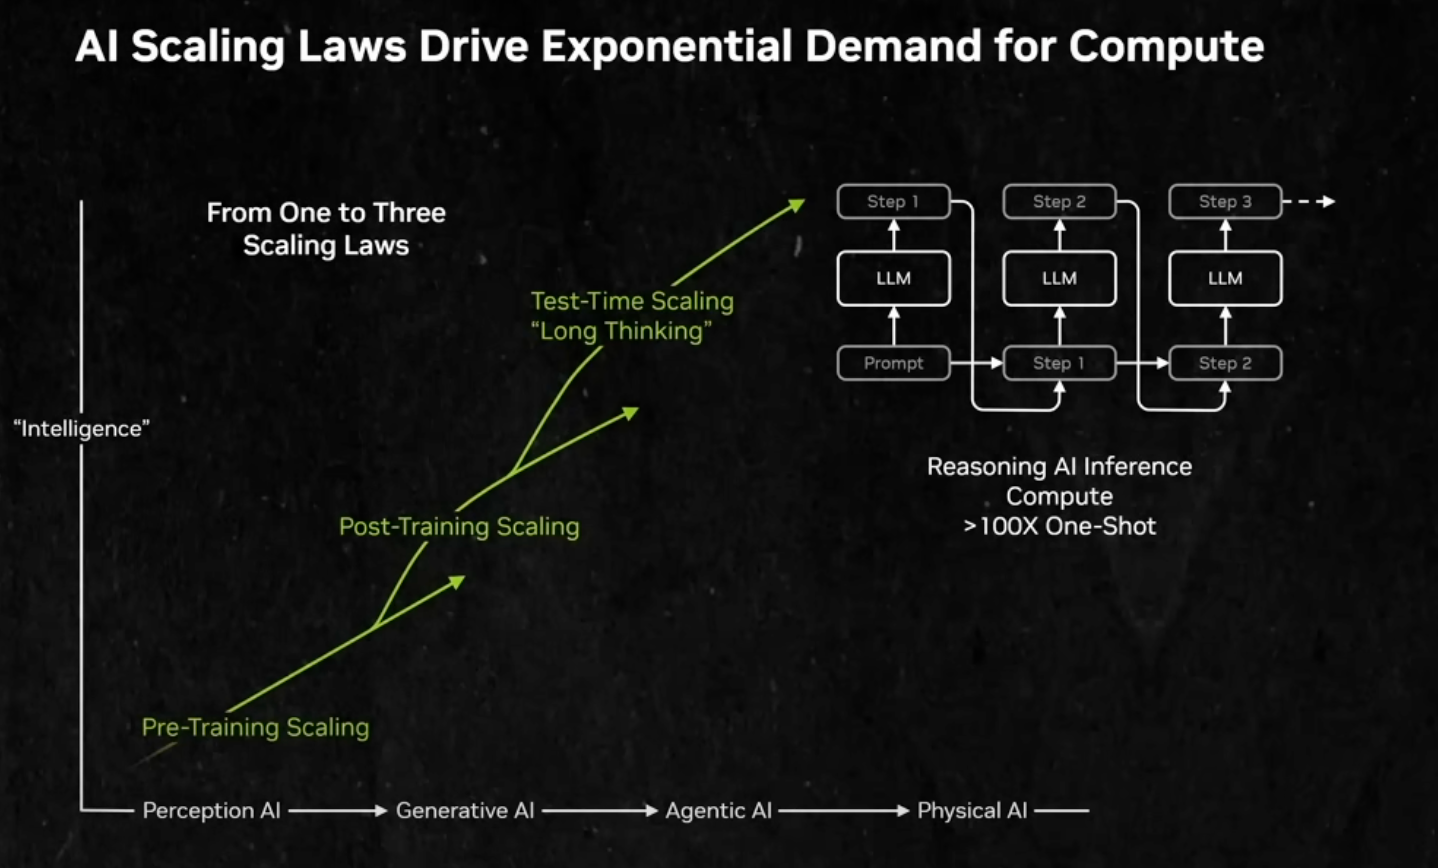 AI Scaling Laws Drive Exponential Demand for Compute
From One to Three
Scaling Laws
"Intelligence"
Test-Time Scaling
“Long Thinking”
Post-Training Scaling
Pre-Training Scaling
Perception AI
Generative AI
Agentic AI
Physical AI
Step 1
Step 2
Step 3
LLM
LLM
LLM
Prompt
Step 1
Step 2
Reasoning AI Inference
Compute
>100X One-Shot